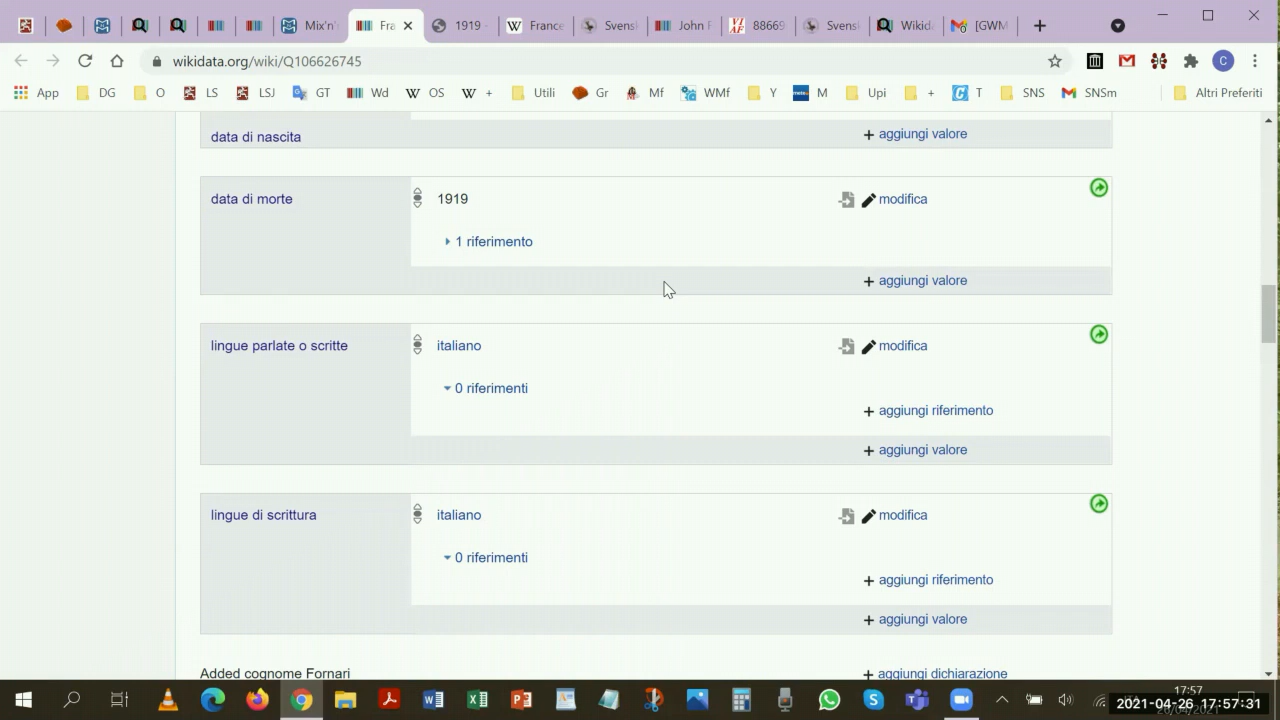 Mix'n'
Fra
1919 -
France
Svensk
John F
88669
Svensk
Wikida
[GWM
wikidata.org/wiki/Q106626745
C
App
DG
O
LS
LSJ
GT
Wd
OS
+
Utili
Gr
Mf
WMf
Y
M
Upi
+
T
SNS
SNSm
Altri Preferiti
data di nascita
+ aggiungi valore
data di morte
1919
modifica
1 riferimento
+ aggiungi valore
lingue parlate o scritte
italiano
modifica
0 riferimenti
+ aggiungi riferimento
+ aggiungi valore
lingue di scrittura
italiano
modifica
0 riferimenti
+ aggiungi riferimento
+ aggiungi valore
Added cognome Fornari
+ aggiungi dichiarazione
17:57
2021-04-26 17:57:31